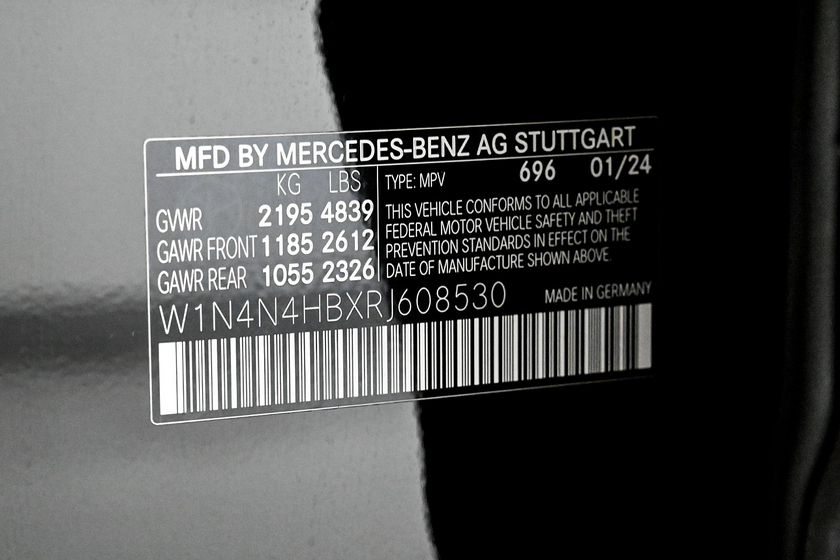 MFD BY MERCEDES-BENZ AG STUTTGART
KG LBS
GVWR 2195 4839
GAWR FRONT 1185 2612
GAWR REAR 1055 2326
TYPE: MPV 696 01/24
THIS VEHICLE CONFORMS TO ALL APPLICABLE
FEDERAL MOTOR VEHICLE SAFETY AND THEFT
PREVENTION STANDARDS IN EFFECT ON THE
DATE OF MANUFACTURE SHOWN ABOVE.
W1N4N4HBXRJ608530 MADE IN GERMANY